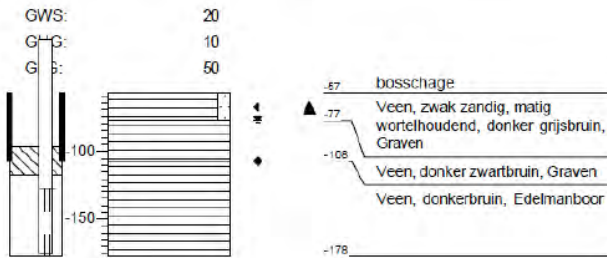 GWS: 20
G G: 10
G G: 50
-57 bosschage
Veen, zwak zandig, matig
-77
wortelhoudend, donker grijsbruin,
Graven
-100
-108
Veen, donker zwartbruin, Graven
Veen, donkerbruin, Edelmanboor
-150
-178